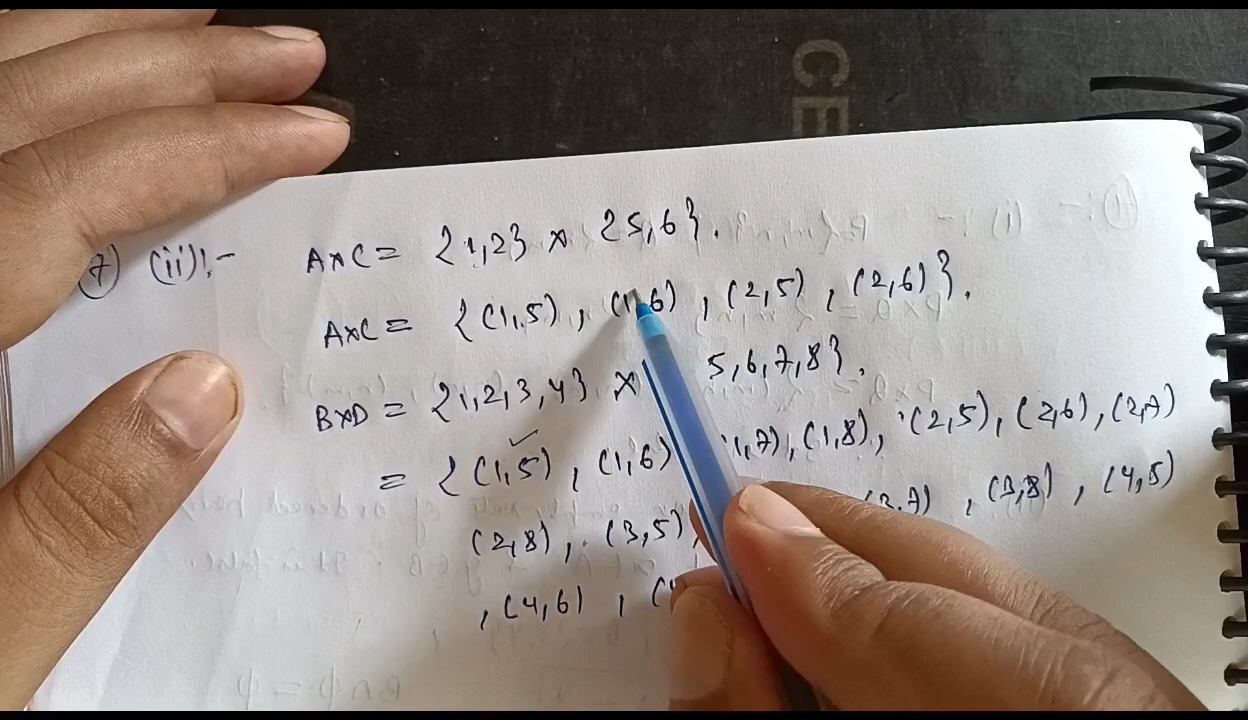 CE
7) (ii):- A×C = {1,2} × {5,6}.
A×C = {(1,5), (1,6), (2,5), (2,6)}.
B×D = {1,2,3,4} × 5,6,7,8}.
= {(1,5), (1,6) 1,7), (1,8), (2,5), (2,6), (2,7)
(2,8), (3,5), (3,7), (3,8), (4,5)
, (4,6), (4